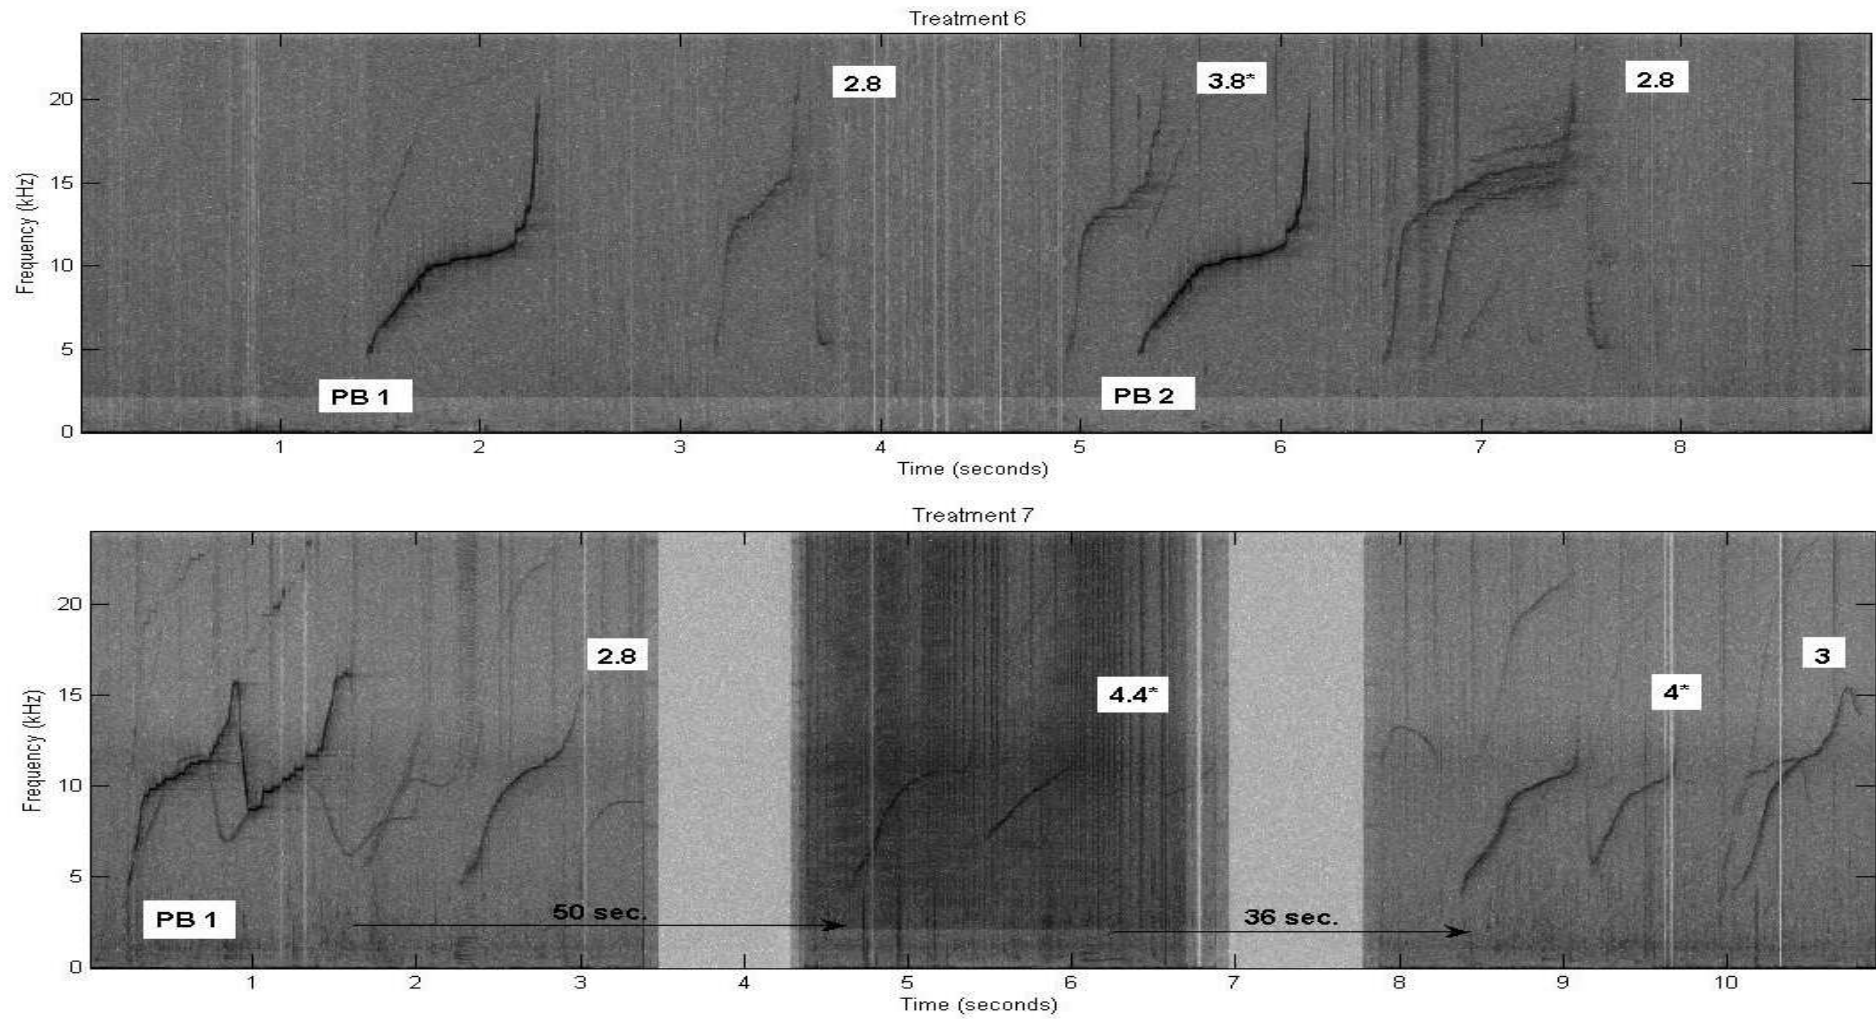 Treatment 6
Frequency (kHz)
20
15
10
5
0
2.8
3.8*
2.8
PB 1
PB 2
1 2 3 4 5 6 7 8
Time (seconds)
Treatment 7
Frequency (kHz)
20
15
10
5
0
2.8
4.4*
4*
3
PB 1
50 sec.
36 sec.
1 2 3 4 5 6 7 8 9 10
Time (seconds)